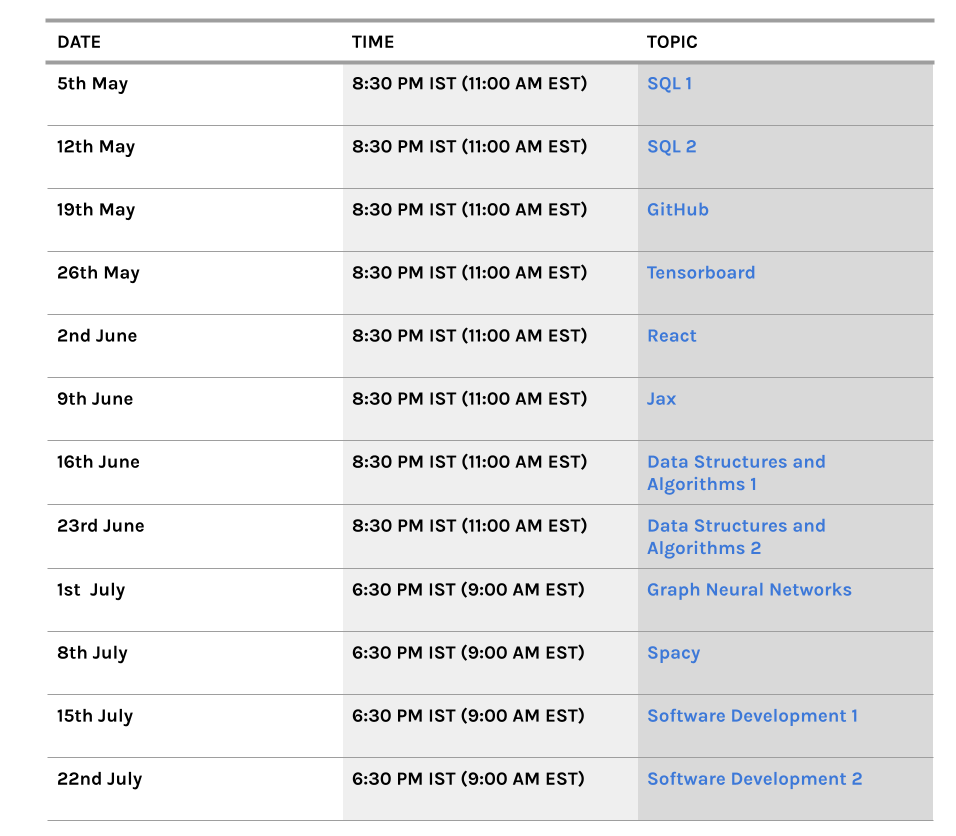 DATE TIME TOPIC
5th May 8:30 PM IST (11:00 AM EST) SQL 1
12th May 8:30 PM IST (11:00 AM EST) SQL 2
19th May 8:30 PM IST (11:00 AM EST) GitHub
26th May 8:30 PM IST (11:00 AM EST) Tensorboard
2nd June 8:30 PM IST (11:00 AM EST) React
9th June 8:30 PM IST (11:00 AM EST) Jax
16th June 8:30 PM IST (11:00 AM EST) Data Structures and
Algorithms 1
23rd June 8:30 PM IST (11:00 AM EST) Data Structures and
Algorithms 2
1st  July 6:30 PM IST (9:00 AM EST) Graph Neural Networks
8th July 6:30 PM IST (9:00 AM EST) Spacy
15th July 6:30 PM IST (9:00 AM EST) Software Development 1
22nd July 6:30 PM IST (9:00 AM EST) Software Development 2